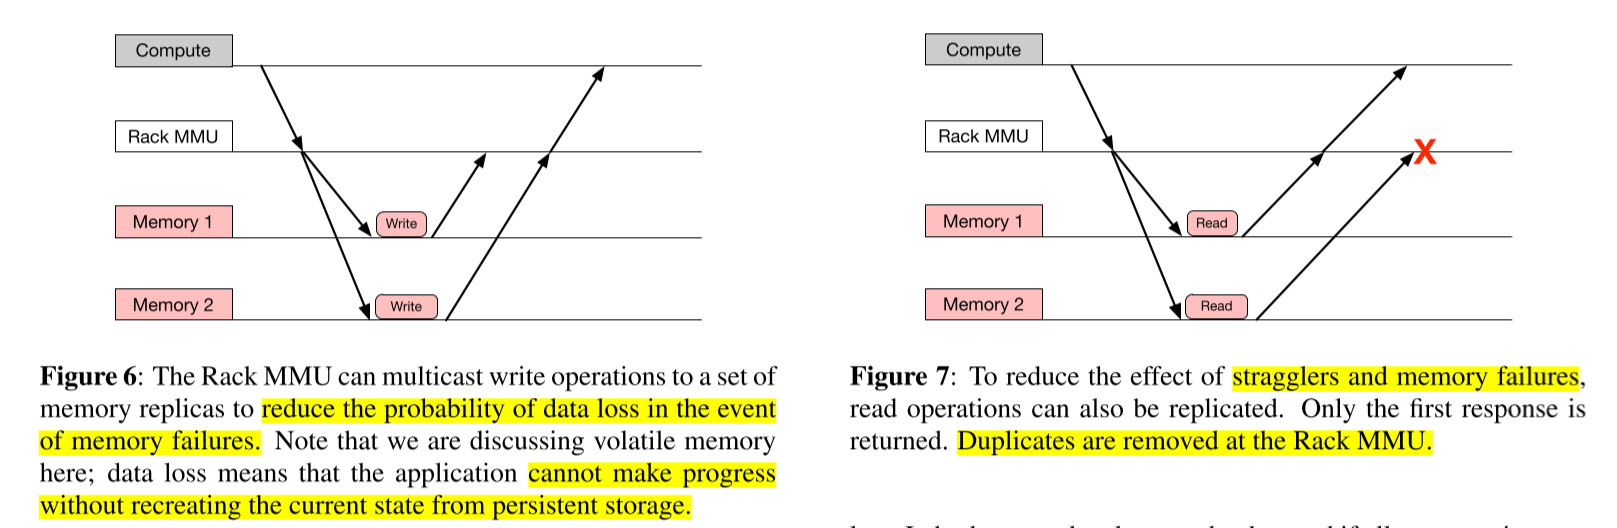 Compute
Rack MMU
Memory 1
Write
Memory 2
Write
Figure 6: The Rack MMU can multicast write operations to a set of
memory replicas to reduce the probability of data loss in the event
of memory failures. Note that we are discussing volatile memory
here; data loss means that the application cannot make progress
without recreating the current state from persistent storage.
Compute
Rack MMU
X
Memory 1
Read
Memory 2
Read
Figure 7: To reduce the effect of stragglers and memory failures,
read operations can also be replicated. Only the first response is
returned. Duplicates are removed at the Rack MMU.